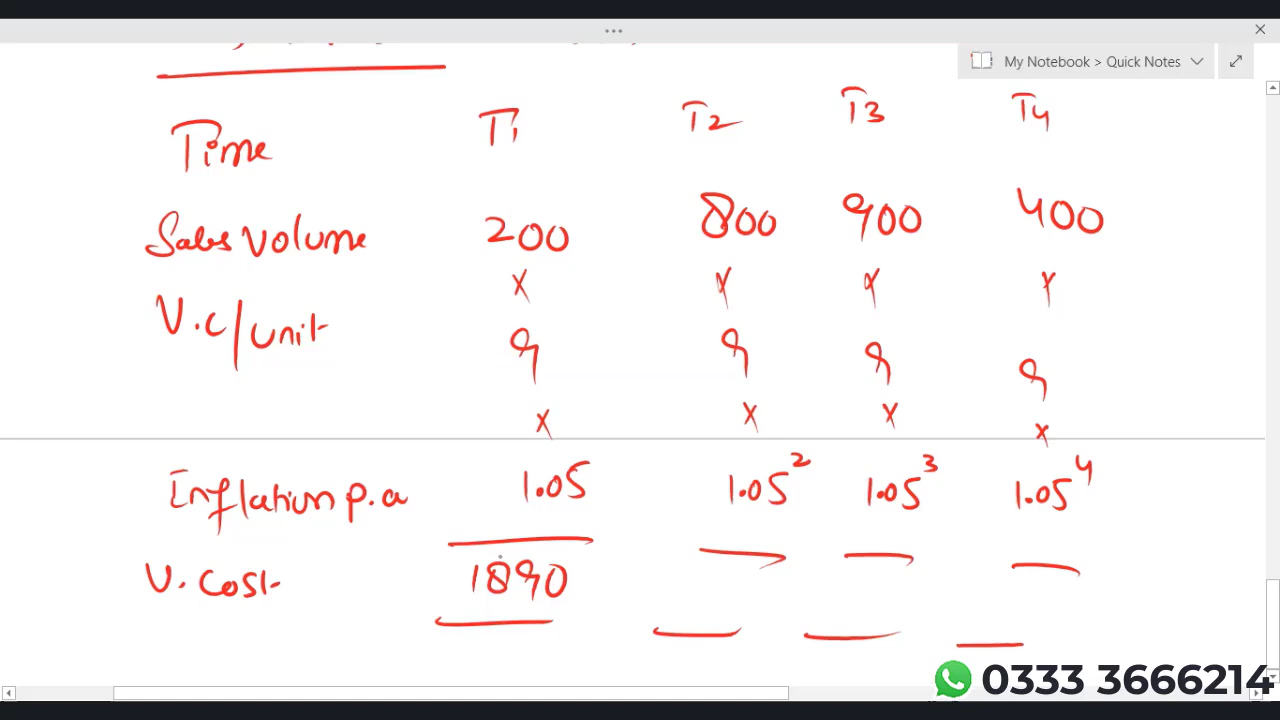 My Notebook > Quick Notes
Time T1 T2 T3 T4
Sales Volume 200 800 900 400
x x x x
V.C/unit 9 9 9 9
x x x x
Inflation p.a 1.05 1.05² 1.05³ 1.05⁴
V. Cost 1890
0333 3666214